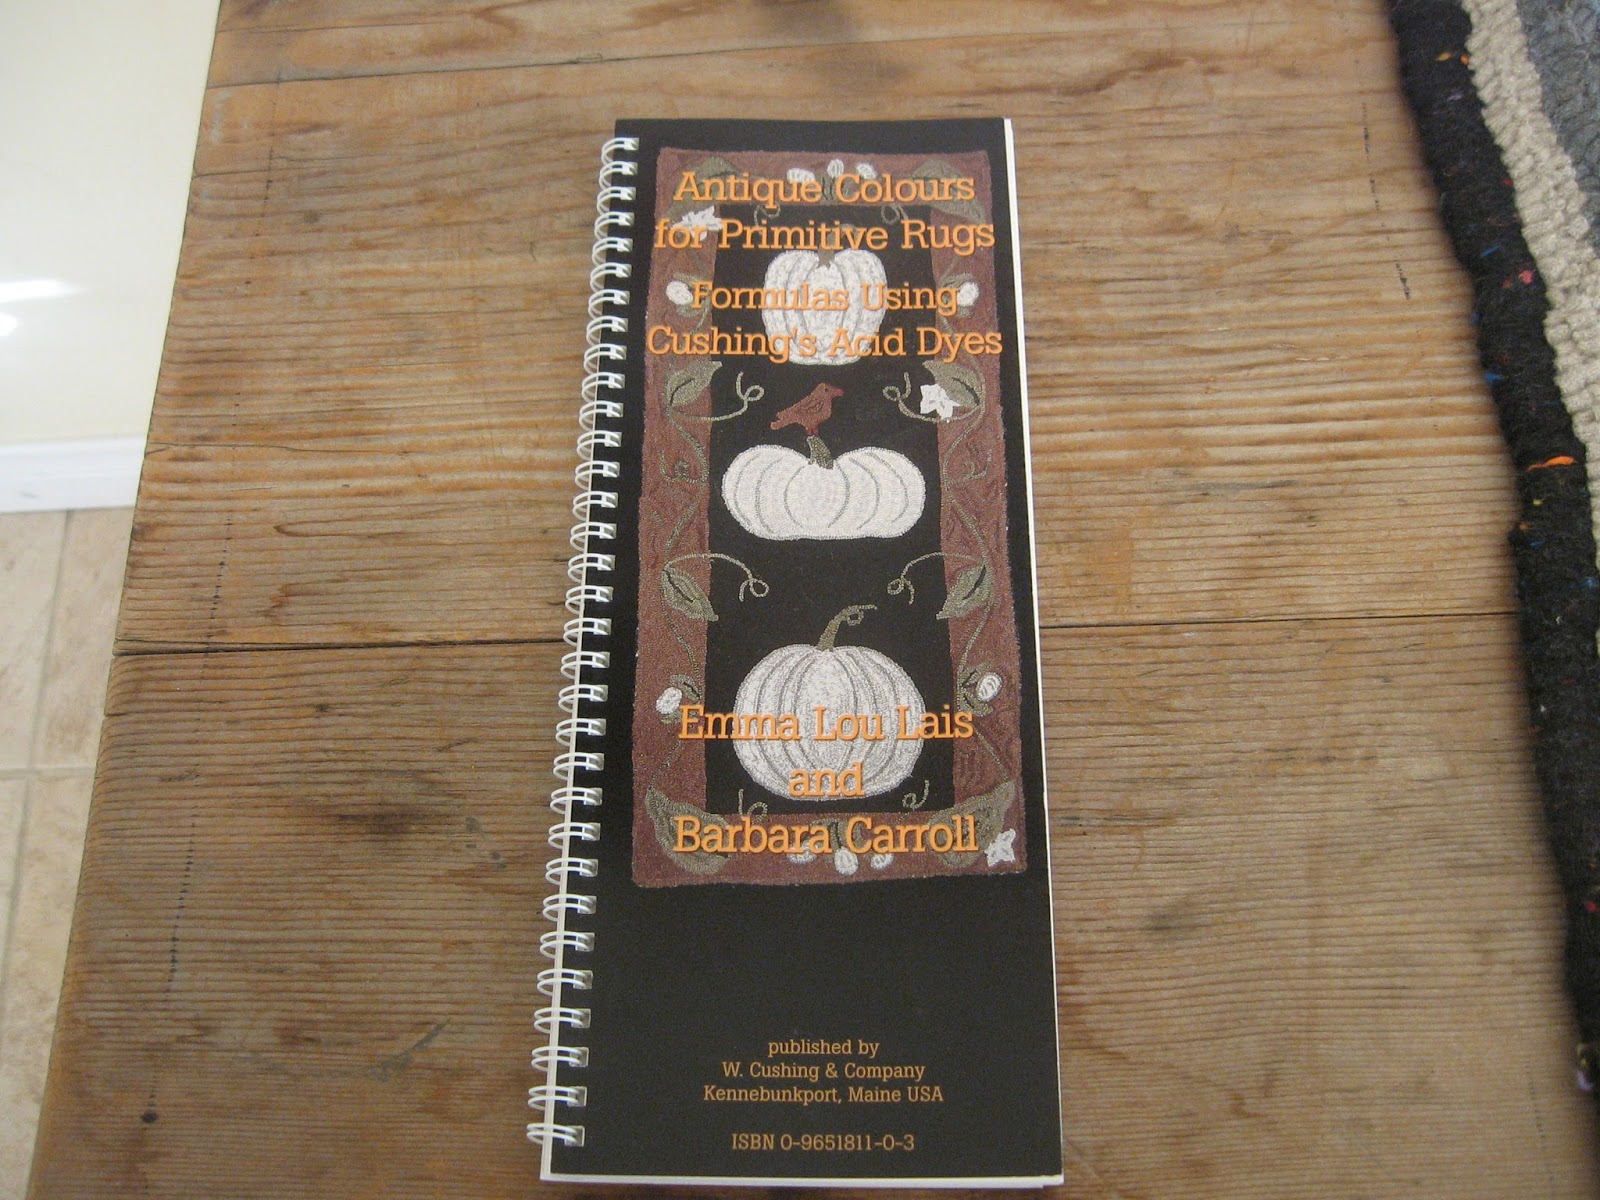 Antique Colours
for Primitive Rugs
Formulas Using
Cushing's Acid Dyes
Emma Lou Lais
and
Barbara Carroll
published by
W. Cushing & Company
Kennebunkport, Maine USA
ISBN 0-9651811-0-3